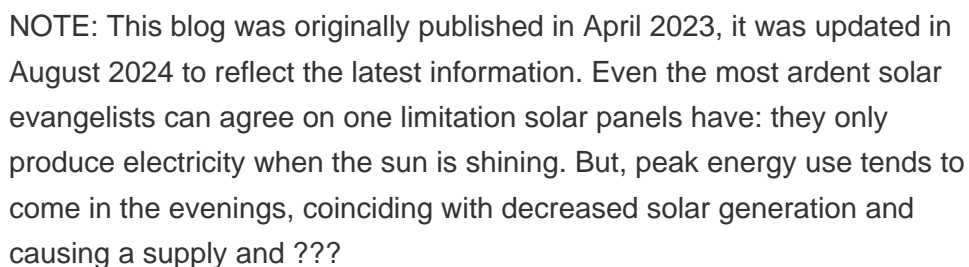 NOTE: This blog was originally published in April 2023, it was updated in
August 2024 to reflect the latest information. Even the most ardent solar
evangelists can agree on one limitation solar panels have: they only
produce electricity when the sun is shining. But, peak energy use tends to
come in the evenings, coinciding with decreased solar generation and
causing a supply and ???